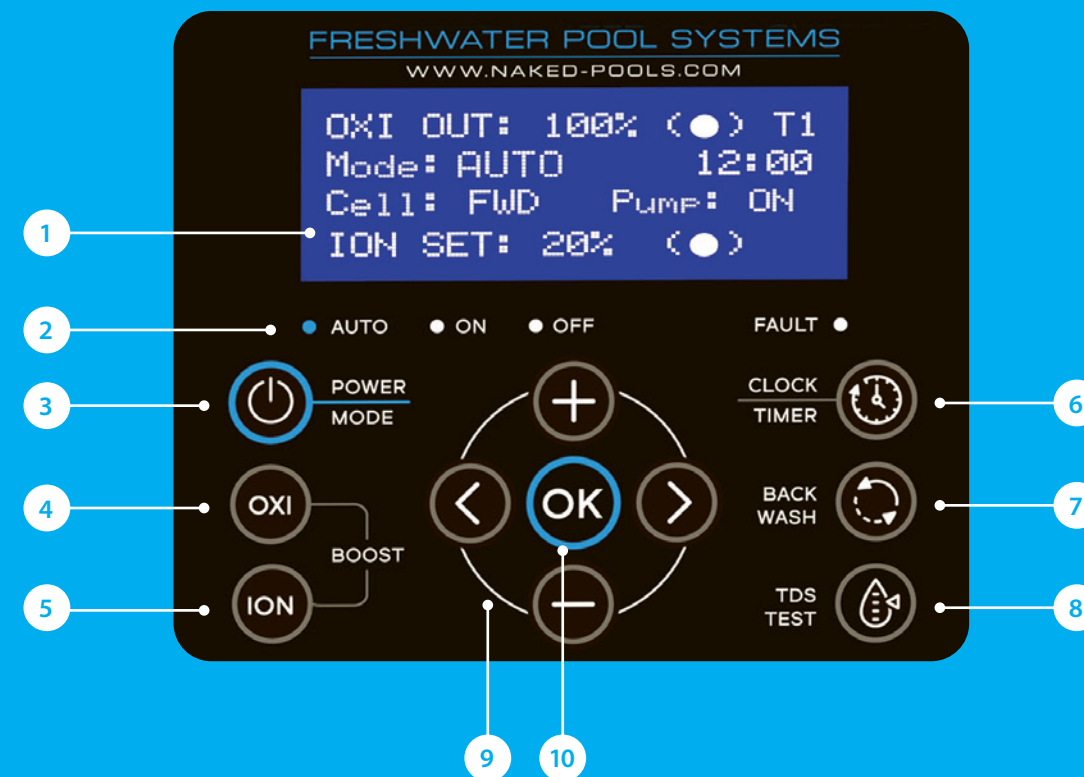 FRESHWATER POOL SYSTEMS
WWW.NAKED-POOLS.COM
OXI OUT: 100% (●) T1
Mode: AUTO 12:00
Cell: FWD Pump: ON
ION SET: 20% (●)
1
2
AUTO ON OFF FAULT
3
POWER
MODE
CLOCK
TIMER
6
4
OXI
BOOST
OK
BACK
WASH
7
5
ION
TDS
TEST
8
9
10